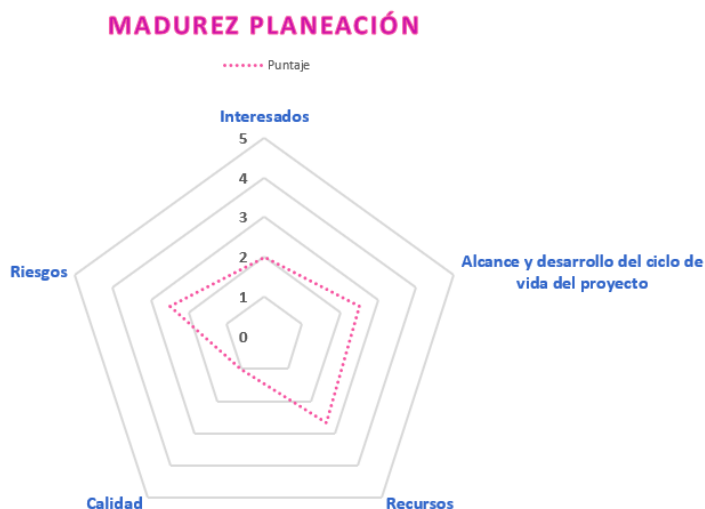 MADUREZ PLANEACIÓN
Puntaje
Interesados
5
4
3
2
1
0
Alcance y desarrollo del ciclo de
vida del proyecto
Riesgos
Calidad
Recursos